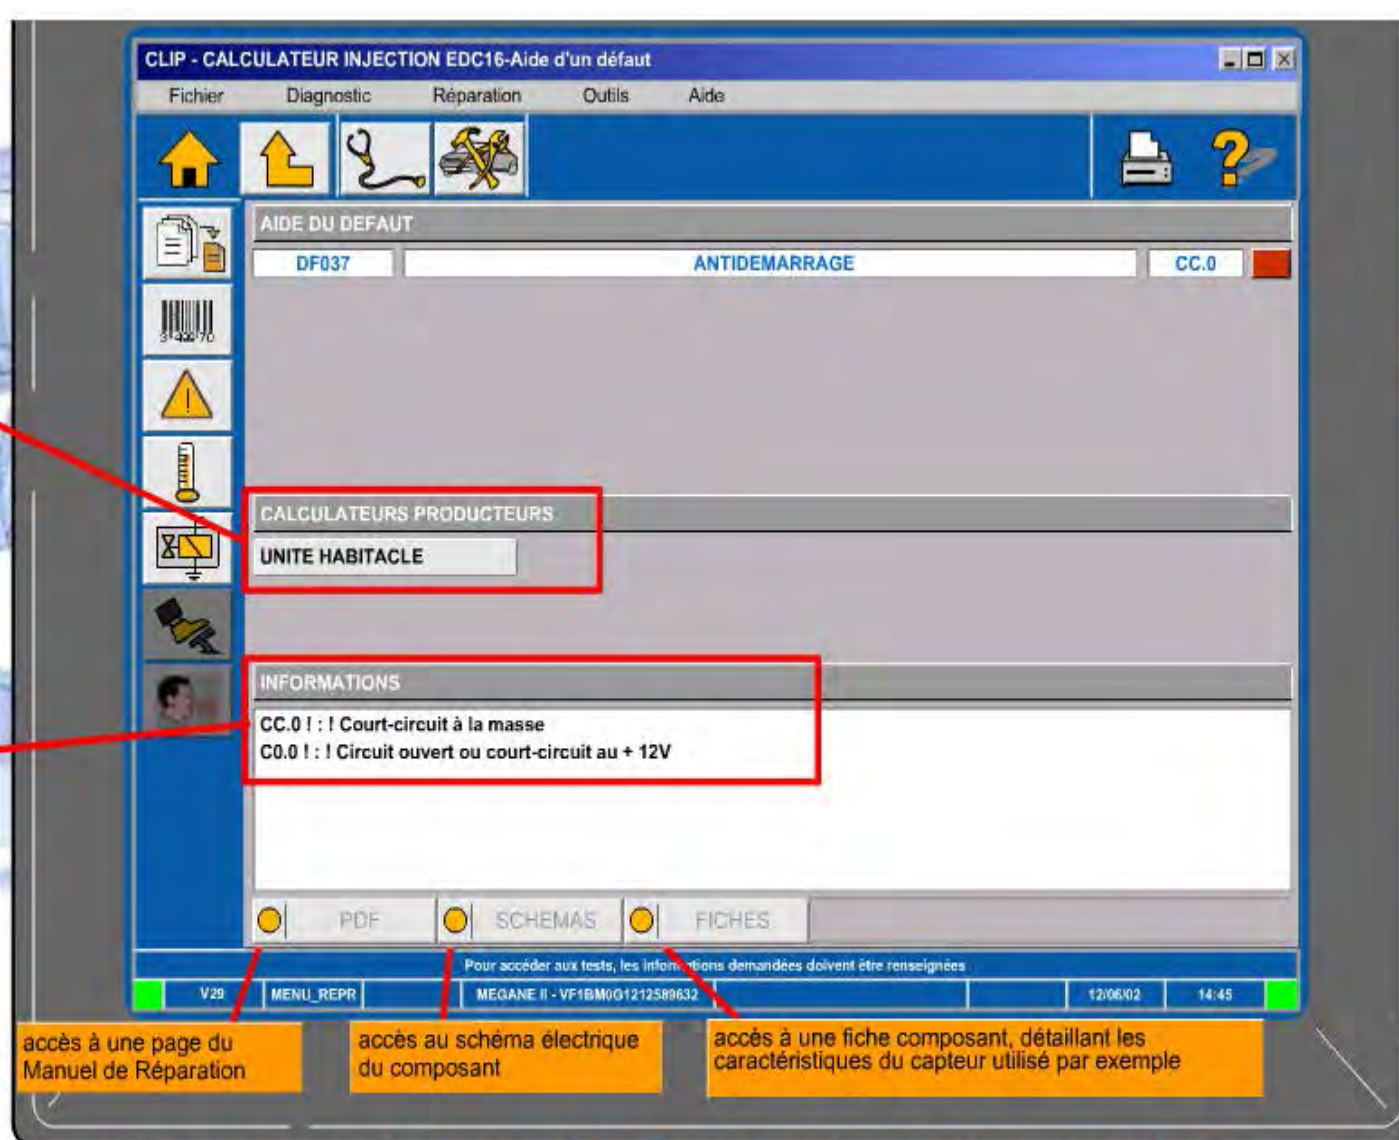 CLIP - CALCULATEUR INJECTION EDC16-Aide d'un défaut
Fichier Diagnostic Réparation Outils Aide
AIDE DU DEFAUT
DF037 ANTIDEMARRAGE CC.0
CALCULATEURS PRODUCTEURS
UNITE HABITACLE
INFORMATIONS
CC.0 ! : ! Court-circuit à la masse
C0.0 ! : ! Circuit ouvert ou court-circuit au + 12V
PDF SCHEMAS FICHES
Pour accéder aux tests, les informations demandées doivent être renseignées
V29 MENU_REPR MEGANE II - VF1BM0G1212589632 12/06/02 14:45
accès à une page du
Manuel de Réparation
accès au schéma électrique
du composant
accès à une fiche composant, détaillant les
caractéristiques du capteur utilisé par exemple